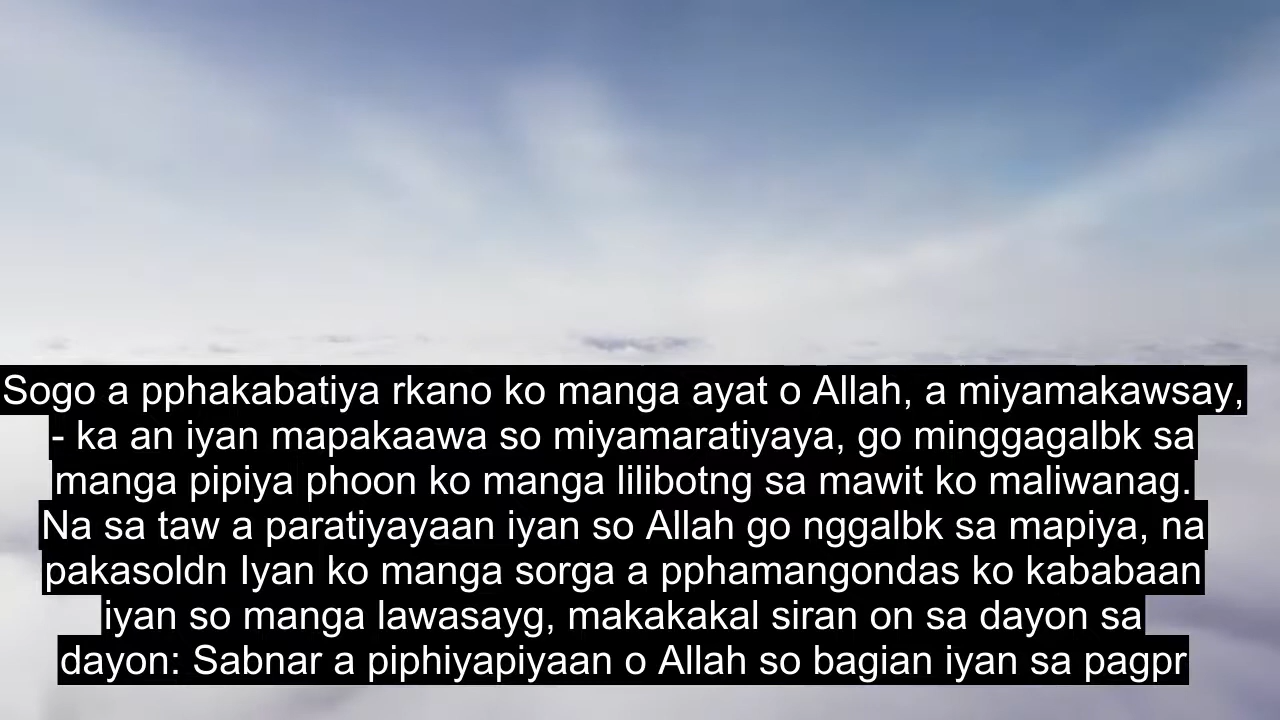 Sogo a pphakabatiya rkano ko manga ayat o Allah, a miyamakawsay,
- ka an iyan mapakaawa so miyamaratiyaya, go minggagalbk sa
manga pipiya phoon ko manga lilibotng sa mawit ko maliwanag.
Na sa taw a paratiyayaan iyan so Allah go nggalbk sa mapiya, na
pakasoldn Iyan ko manga sorga a pphamangondas ko kababaan
iyan so manga lawasayg, makakakal siran on sa dayon sa
dayon: Sabnar a piphiyapiyaan o Allah so bagian iyan sa pagpr